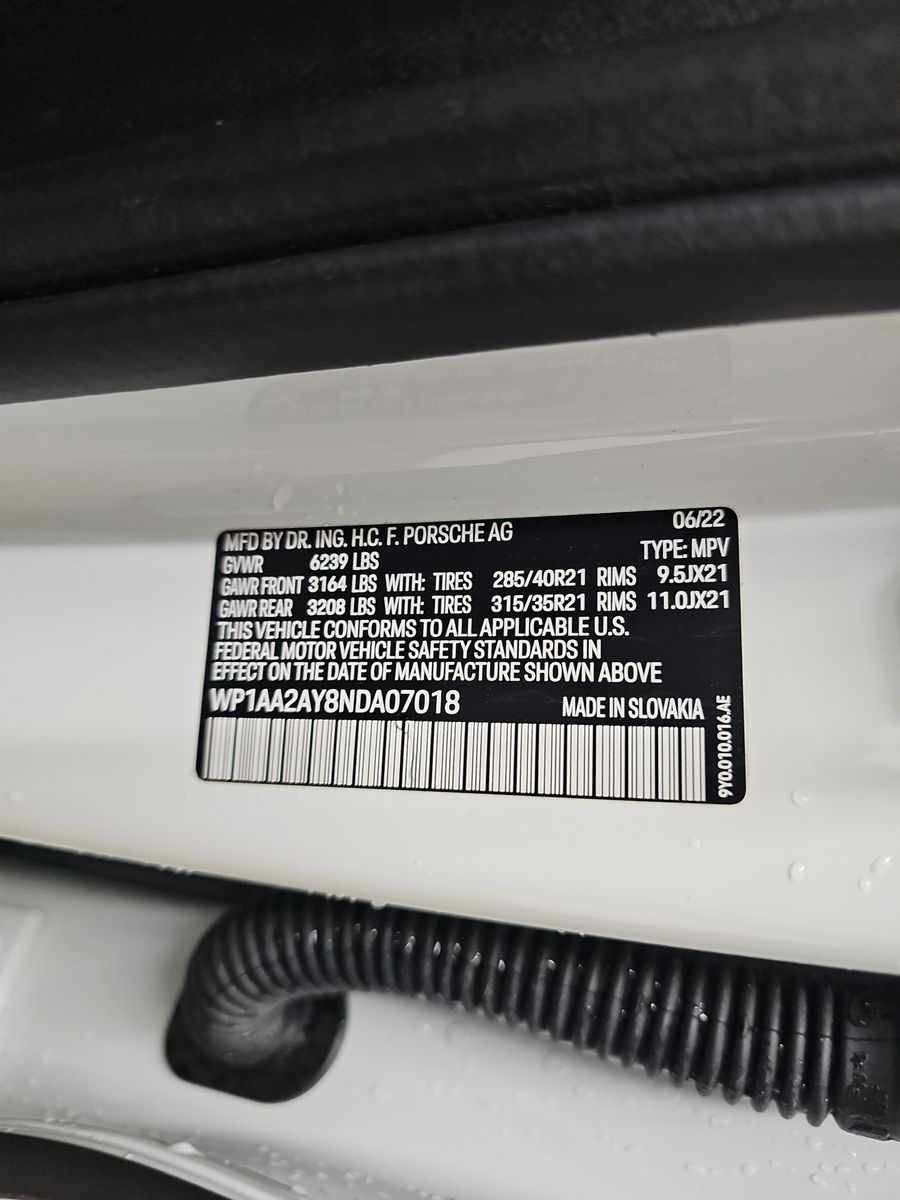 MFD BY DR. ING. H.C. F. PORSCHE AG 06/22
GVWR 6239 LBS TYPE: MPV
GAWR FRONT 3164 LBS WITH: TIRES 285/40R21 RIMS 9.5JX21
GAWR REAR 3208 LBS WITH: TIRES 315/35R21 RIMS 11.0JX21
THIS VEHICLE CONFORMS TO ALL APPLICABLE U.S.
FEDERAL MOTOR VEHICLE SAFETY STANDARDS IN
EFFECT ON THE DATE OF MANUFACTURE SHOWN ABOVE
WP1AA2AY8NDA07018 MADE IN SLOVAKIA
9Y0.010.016.AE